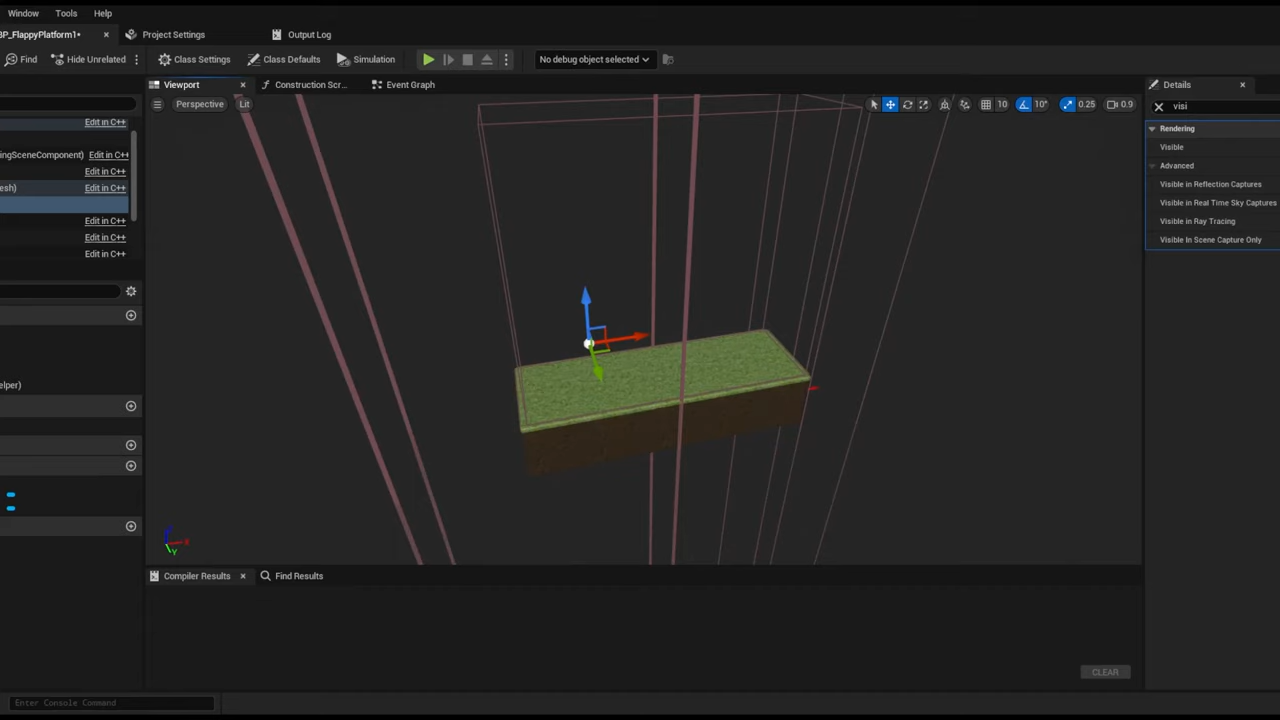 Window Tools Help
BP_FlappyPlatform1* Project Settings Output Log
Find Hide Unrelated Class Settings Class Defaults Simulation No debug object selected
Viewport Construction Scr... Event Graph Details
Perspective Lit 10 10° 0.25 0.9 visi
Edit in C++
Rendering
Visible
ingSceneComponent) Edit in C++
Advanced
Edit in C++
Visible in Reflection Captures
esh) Edit in C++
Visible in Real Time Sky Captures
Edit in C++
Visible in Ray Tracing
Edit in C++
Visible In Scene Capture Only
Edit in C++
elper)
X
Y
Compiler Results Find Results
CLEAR
Enter Console Command